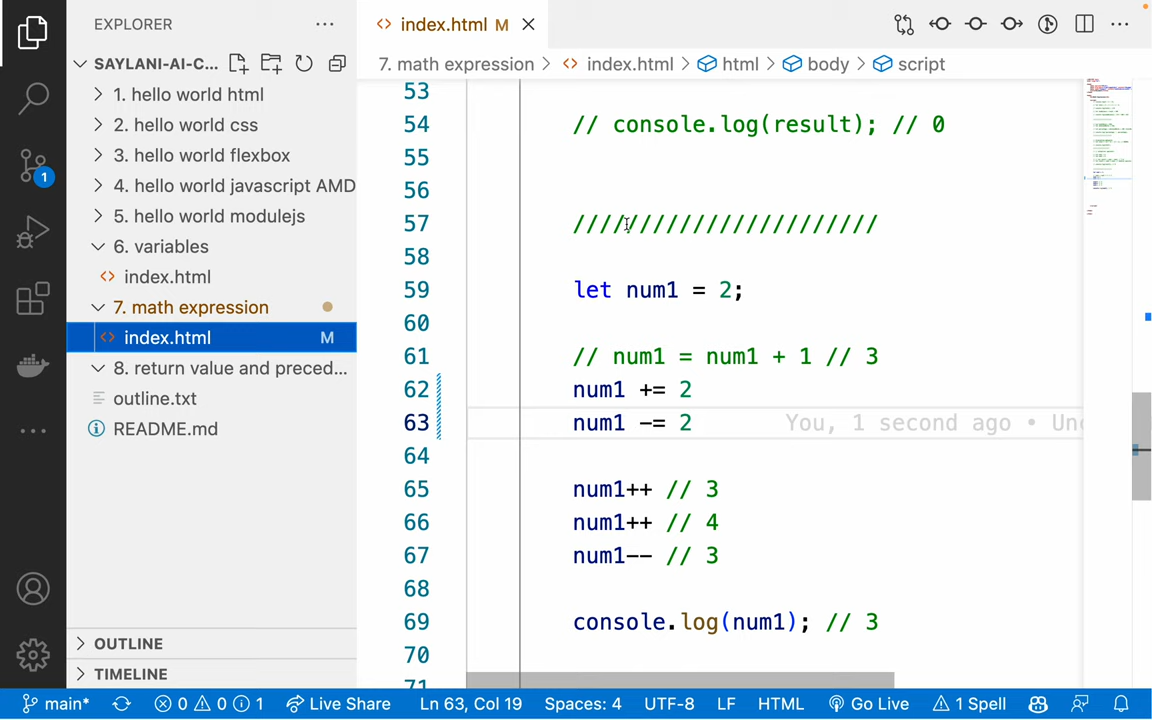 EXPLORER
index.html M
SAYLANI-AI-C...
7. math expression > index.html > html > body > script
1. hello world html
2. hello world css
3. hello world flexbox
4. hello world javascript AMD
5. hello world modulejs
6. variables
index.html
7. math expression
index.html M
8. return value and preced...
outline.txt
README.md
OUTLINE
TIMELINE
1
53
54 // console.log(result); // 0
55
56
57 ///////////////////////
58
59 let num1 = 2;
60
61 // num1 = num1 + 1 // 3
62 num1 += 2
63 num1 -= 2 You, 1 second ago • Unc
64
65 num1++ // 3
66 num1++ // 4
67 num1-- // 3
68
69 console.log(num1); // 3
70
71
main* 0 0 1 Live Share Ln 63, Col 19 Spaces: 4 UTF-8 LF HTML Go Live 1 Spell